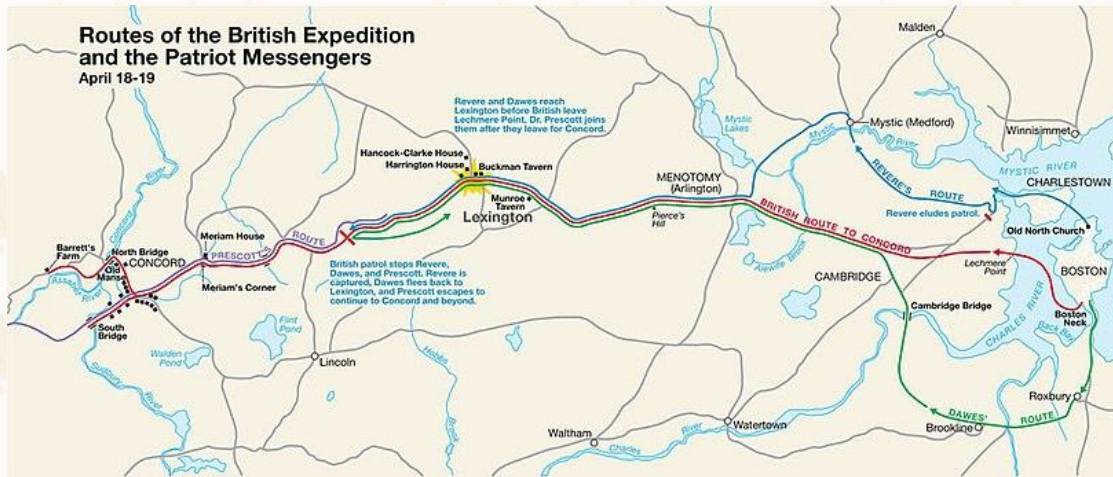 Routes of the British Expedition
and the Patriot Messengers
April 18-19
Malden
Revere and Dawes reach
Lexington before British leave
Lechmere Point. Dr. Prescott joins
them after they leave for Concord.
Mystic
Lakes
Mystic
River
Mystic (Medford)
Winnisimmet
MYSTIC RIVER
CHARLESTOWN
Hancock-Clarke House
Harrington House
Buckman Tavern
Munroe
Tavern
Lexington
MENOTOMY
(Arlington)
Pierce's
Hill
REVERE'S ROUTE
Revere eludes patrol.
Old North Church
BRITISH ROUTE TO CONCORD
Alewife Brook
Lechmere
Point
BOSTON
CAMBRIDGE
Cambridge Bridge
CHARLES RIVER
Back Bay
Boston
Neck
Concord
River
Barrett's
Farm
North Bridge
Old
Manse
CONCORD
Meriam House
PRESCOTT'S ROUTE
Meriam's Corner
Assabet River
South
Bridge
British patrol stops Revere,
Dawes, and Prescott. Revere is
captured, Dawes flees back to
Lexington, and Prescott escapes to
continue to Concord and beyond.
Flint
Pond
Walden
Pond
Lincoln
Sudbury
River
Hobbs
Brook
Waltham
Charles
River
Watertown
Brookline
DAWES' ROUTE
Roxbury